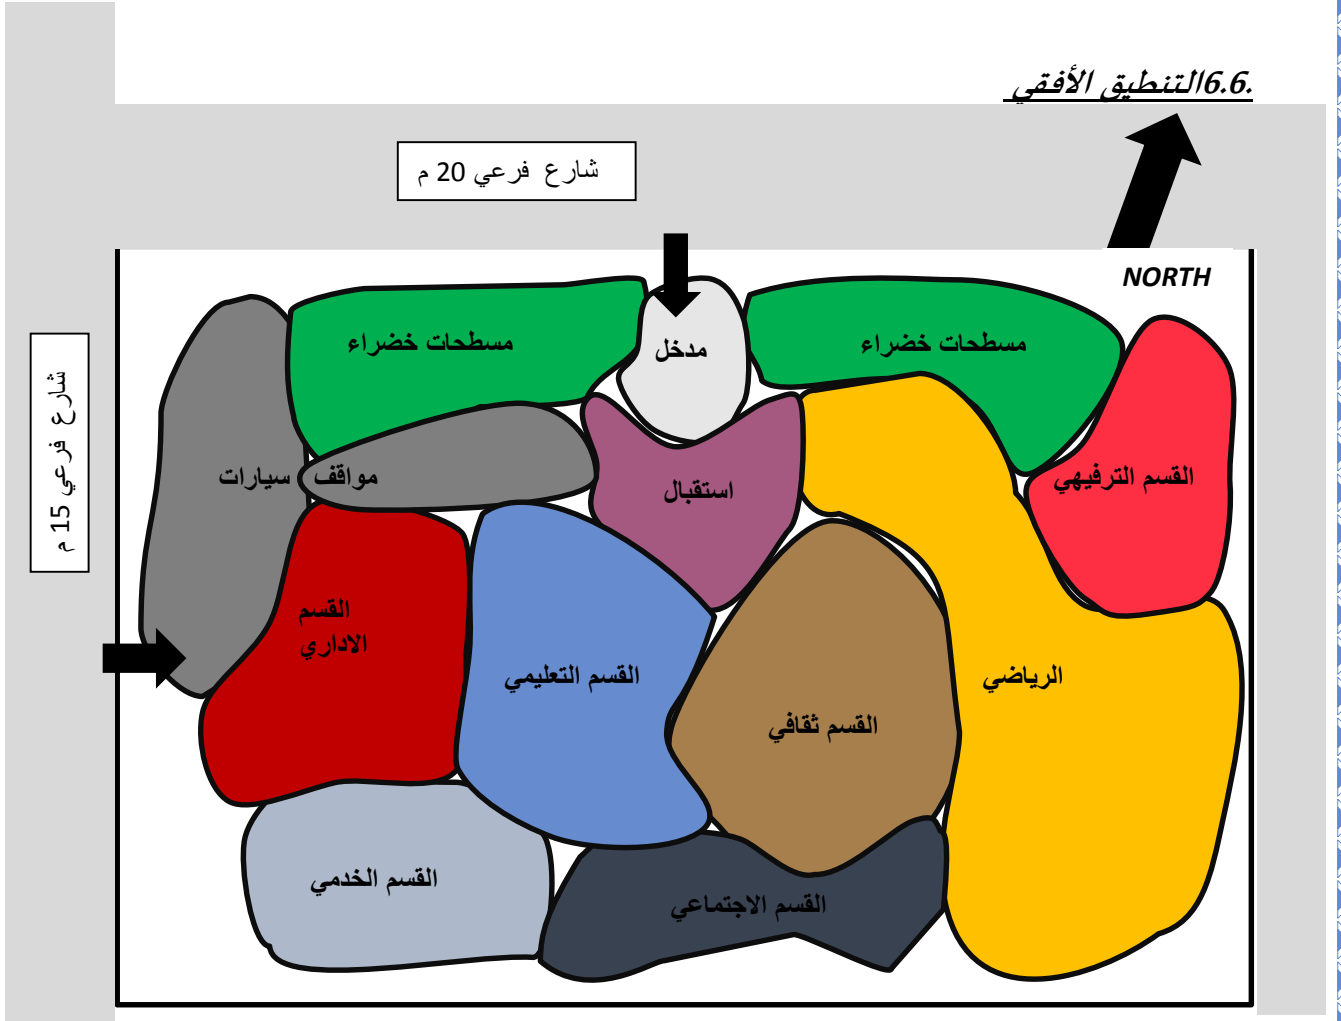 6.6.التنطيق الأفقي
شارع فرعي 20 م
NORTH
مسطحات خضراء
مدخل
مسطحات خضراء
شارع فرعي 15 م
القسم الترفيهي
استقبال
مواقف سيارات
القسم
الاداري
القسم التعليمي
الرياضي
القسم ثقافي
القسم الخدمي
القسم الاجتماعي